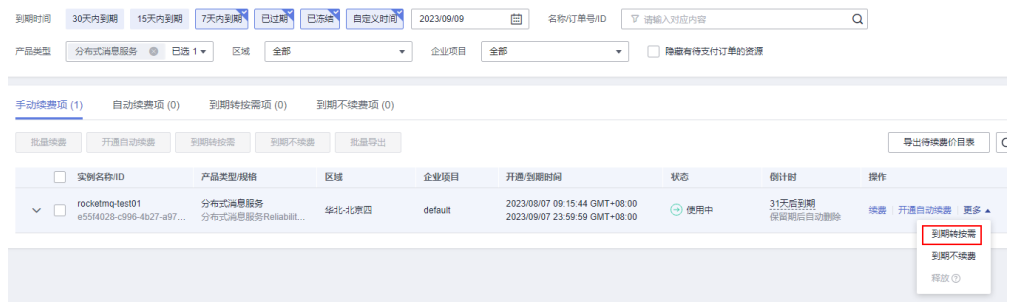 到期时间 30天内到期 15天内到期 7天内到期 已过期 已冻结 自定义时间 2023/09/09 名称/订单号/ID 请输入对应内容
产品类型 分布式消息服务 已选 1 区域 全部 企业项目 全部 隐藏有待支付订单的资源
手动续费项 (1) 自动续费项 (0) 到期转按需项 (0) 到期不续费项 (0)
批量续费 开通自动续费 到期转按需 到期不续费 批量导出 导出待续费价目表
实例名称/ID 产品类型/规格 区域 企业项目 开通/到期时间 状态 倒计时 操作
rocketmq-test01 分布式消息服务 华北-北京四 default 2023/08/07 09:15:44 GMT+08:00 使用中 31天后到期 续费 开通自动续费 更多
e55f4028-c996-4b27-a97... 分布式消息服务Reliabilit... 2023/09/07 23:59:59 GMT+08:00 保留期后自动删除
到期转按需
到期不续费
释放